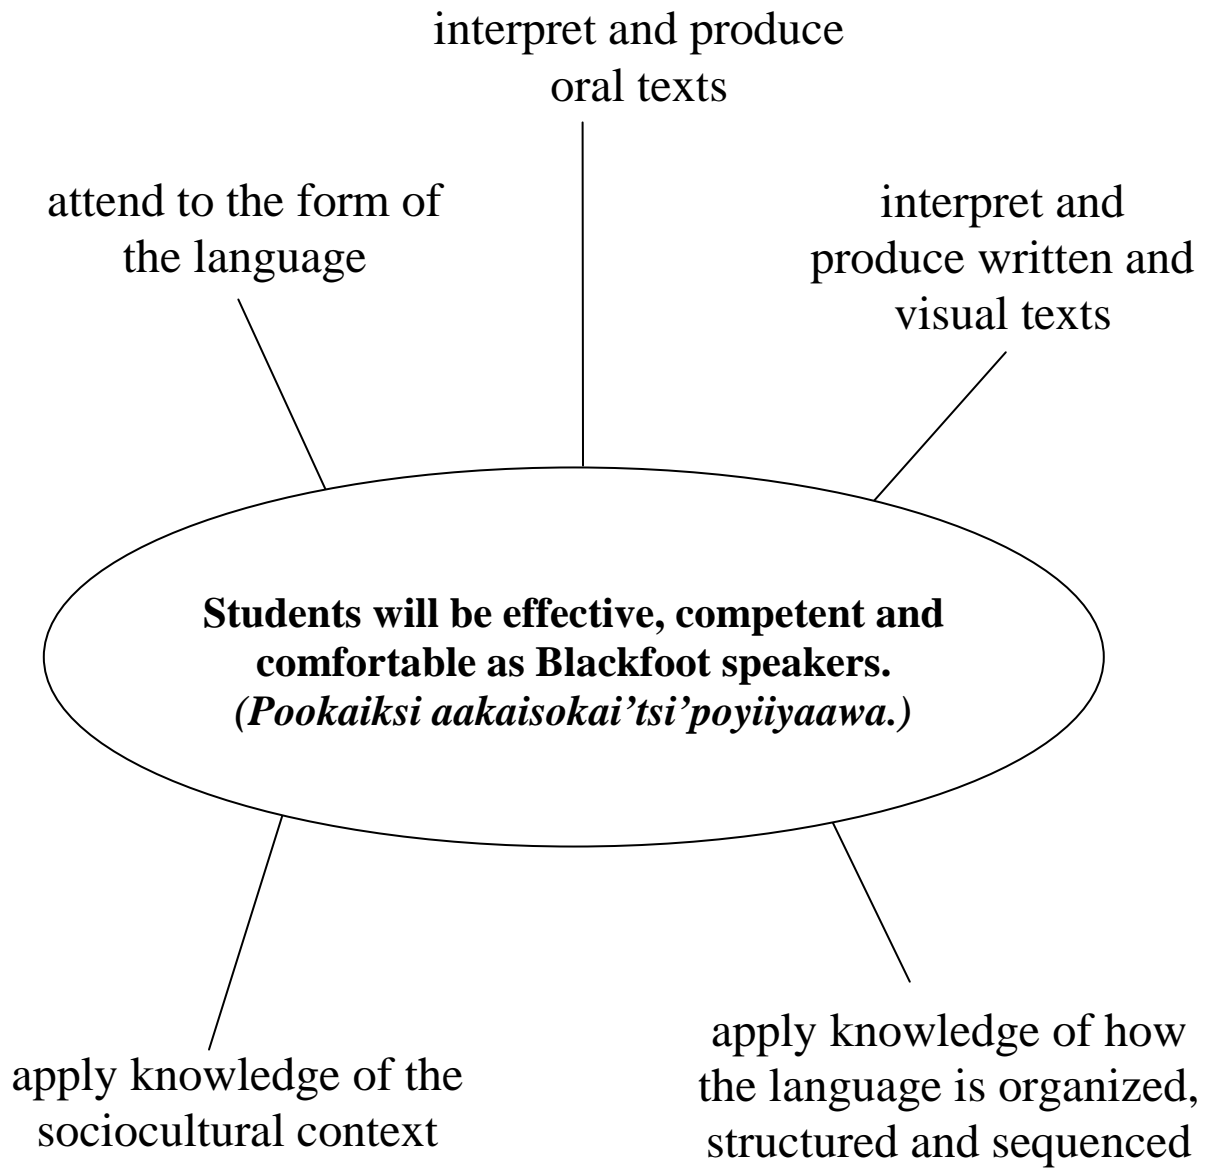 interpret and produce
oral texts
attend to the form of
the language
interpret and
produce written and
visual texts
Students will be effective, competent and
comfortable as Blackfoot speakers.
(Pookaiksi aakaisokai’tsi’poyiiyaawa.)
apply knowledge of the
sociocultural context
apply knowledge of how
the language is organized,
structured and sequenced